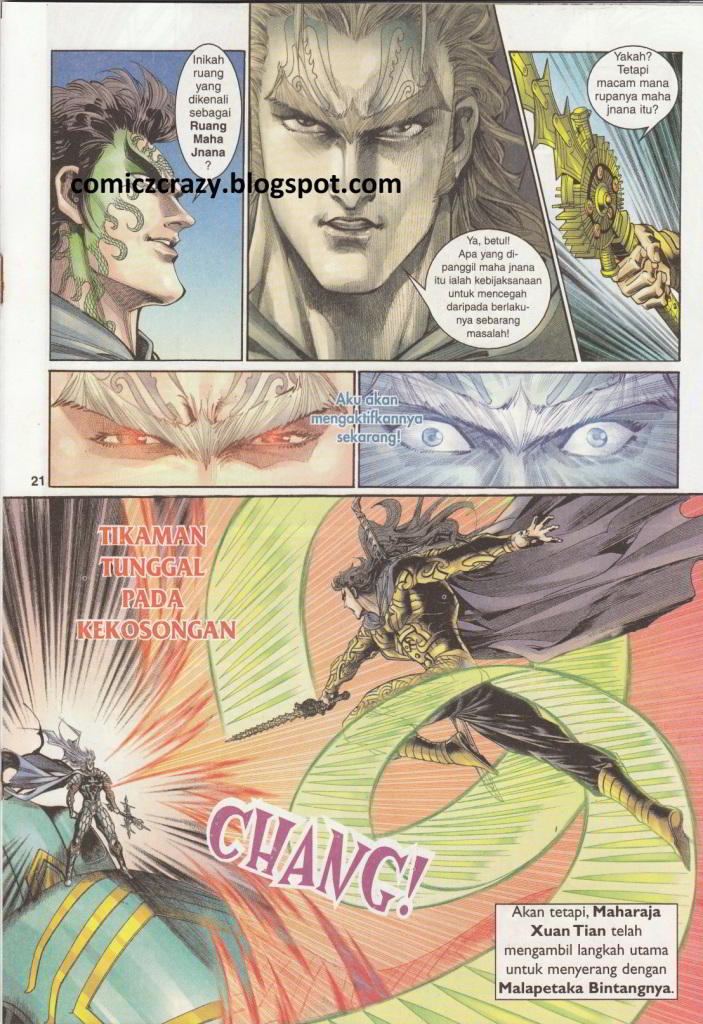 Inikah
ruang
yang
dikenali
sebagai
Ruang
Maha
Jnana
?
comiczcrazy.blogspot.com
Ya, betul!
Apa yang di-
panggil maha jnana
itu ialah kebijaksanaan
untuk mencegah
daripada berlaku-
nya sebarang
masalah!
Yakah?
Tetapi
macam mana
rupanya maha
jnana itu?
Aku akan
mengaktifkannya
sekarang!
21
TIKAMAN
TUNGGAL
PADA
KEKOSONGAN
CHANG!
Akan tetapi, Maharaja
Xuan Tian telah
mengambil langkah utama
untuk menyerang dengan
Malapetaka Bintangnya.